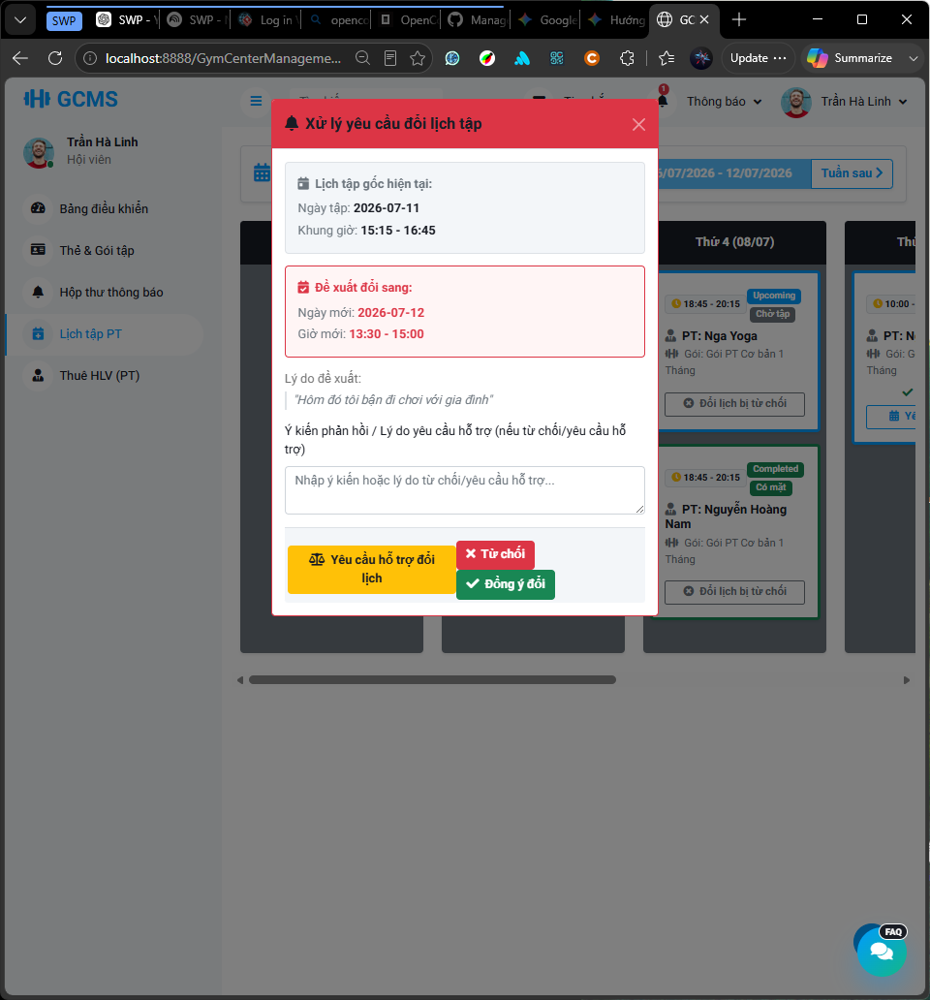 SWP
SWP - Y
SWP - N
Log in
openco
OpenC
Manag
Google
Hướng
GC
localhost:8888/GymCenterManageme...
Update
Summarize
GCMS
1
Thông báo
Trần Hà Linh
Trần Hà Linh
Hội viên
Bảng điều khiển
Thẻ & Gói tập
Hộp thư thông báo
Lịch tập PT
Thuê HLV (PT)
Xử lý yêu cầu đổi lịch tập
Lịch tập gốc hiện tại:
Ngày tập: 2026-07-11
Khung giờ: 15:15 - 16:45
Đề xuất đổi sang:
Ngày mới: 2026-07-12
Giờ mới: 13:30 - 15:00
Lý do đề xuất:
"Hôm đó tôi bận đi chơi với gia đình"
Ý kiến phản hồi / Lý do yêu cầu hỗ trợ (nếu từ chối/yêu cầu hỗ
trợ)
Nhập ý kiến hoặc lý do từ chối/yêu cầu hỗ trợ...
Yêu cầu hỗ trợ đổi
lịch
Từ chối
Đồng ý đổi
/07/2026 - 12/07/2026
Tuần sau
Thứ 4 (08/07)
18:45 - 20:15
Upcoming
Chờ tập
PT: Nga Yoga
Gói: Gói PT Cơ bản 1
Tháng
Đổi lịch bị từ chối
18:45 - 20:15
Completed
Có mặt
PT: Nguyễn Hoàng
Nam
Gói: Gói PT Cơ bản 1
Tháng
Đổi lịch bị từ chối
Thứ
10:00 -
PT: N
Gói: G
Tháng
Yê
FAQ